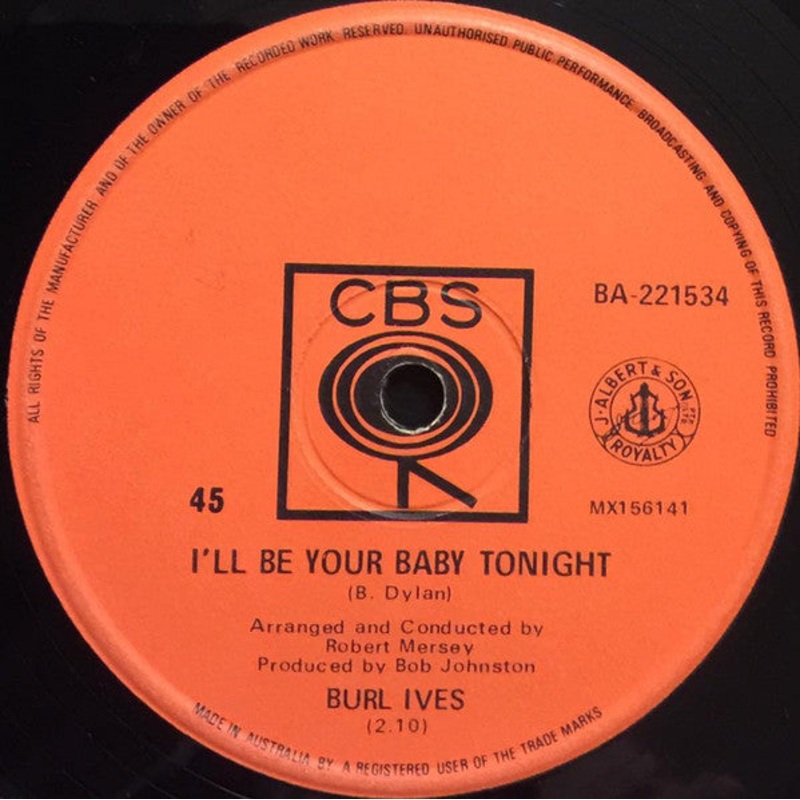 ALL RIGHTS OF THE MANUFACTURER AND OF THE OWNER OF THE RECORDED WORK RESERVED. UNAUTHORISED PUBLIC PERFORMANCE BROADCASTING AND COPYING OF THIS RECORD PROHIBITED
CBS
BA-221534
J. ALBERT & SON
ROYALTY
45
MX156141
I'LL BE YOUR BABY TONIGHT
(B. Dylan)
Arranged and Conducted by
Robert Mersey
Produced by Bob Johnston
BURL IVES
(2.10)
MADE IN AUSTRALIA BY A REGISTERED USER OF THE TRADE MARKS